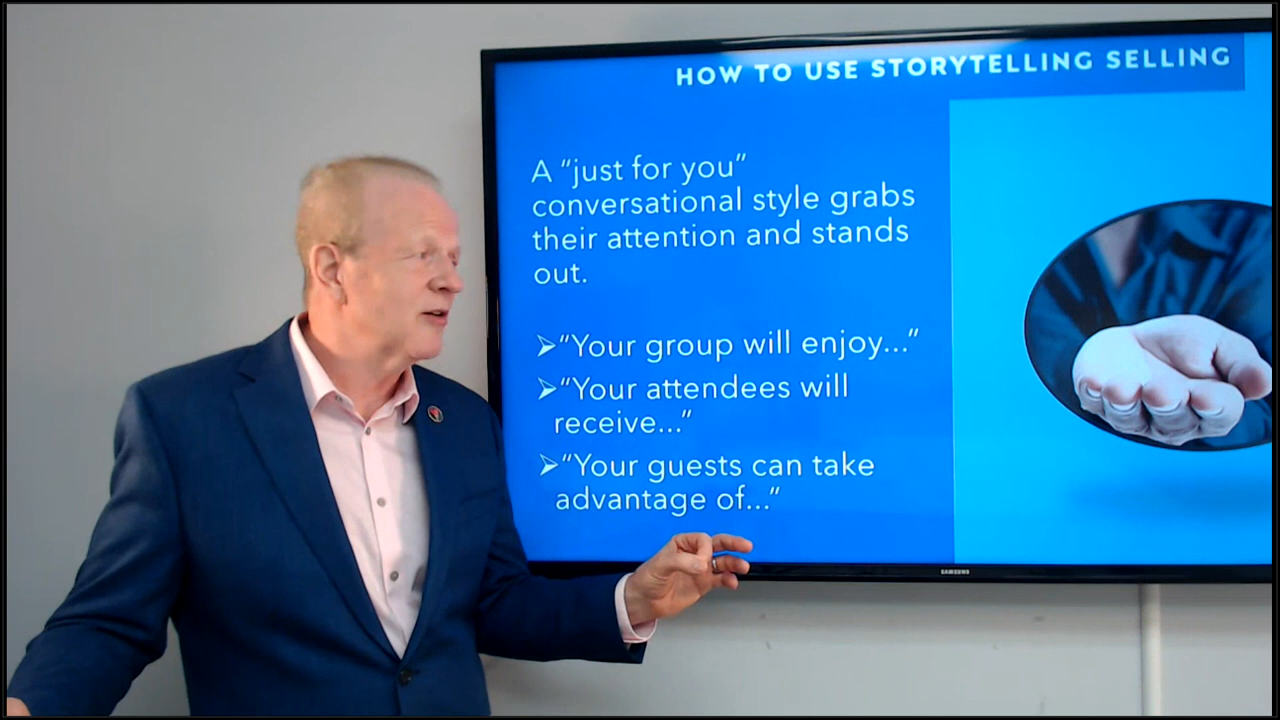 HOW TO USE STORYTELLING SELLING
A “just for you”
conversational style grabs
their attention and stands
out.
➢“Your group will enjoy...”
➢“Your attendees will
receive...”
➢“Your guests can take
advantage of...”
SAMSUNG